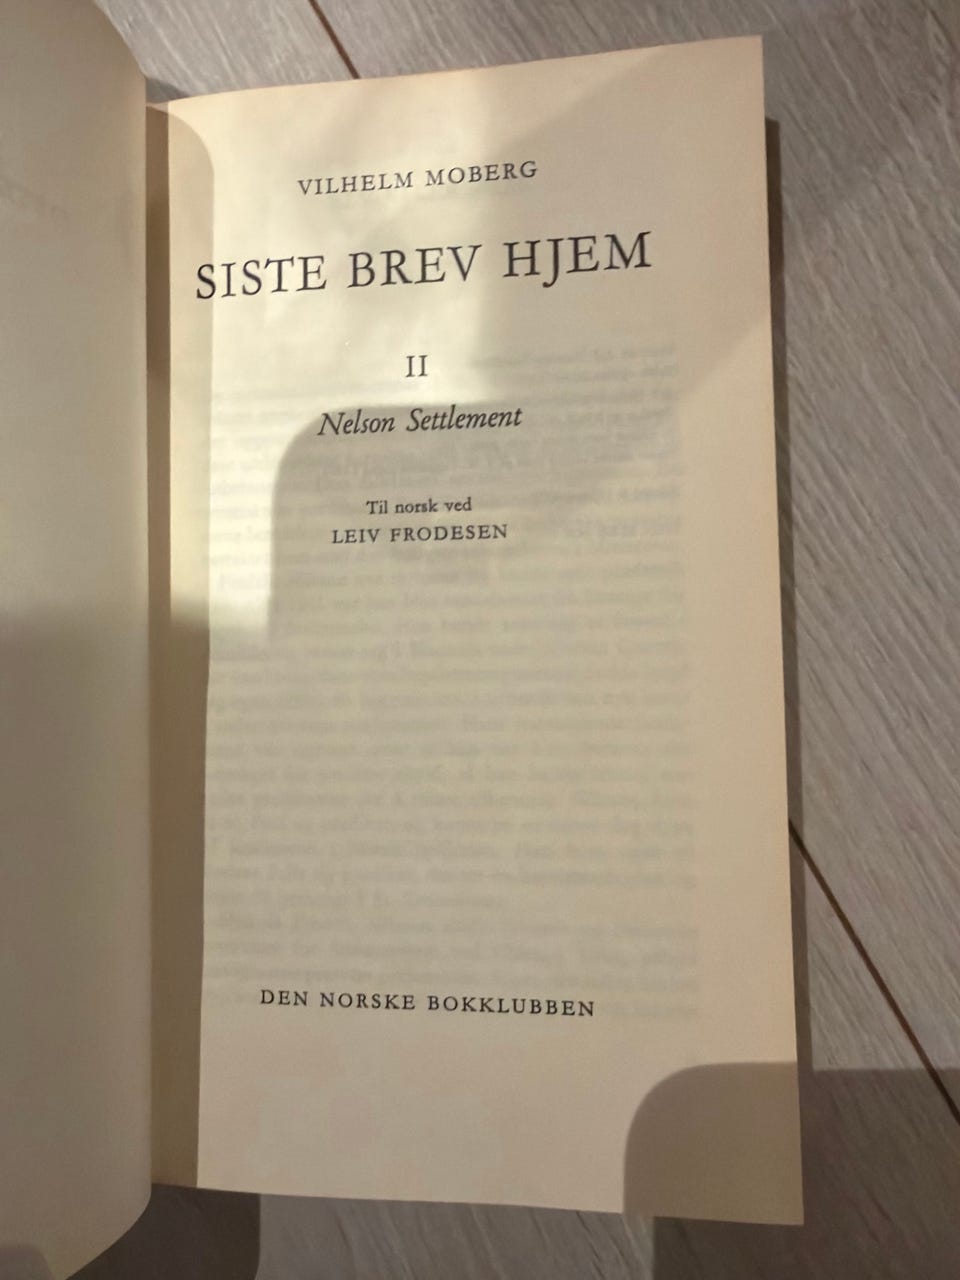 VILHELM MOBERG
SISTE BREV HJEM
II
Nelson Settlement
Til norsk ved
LEIV FRODESEN
DEN NORSKE BOKKLUBBEN